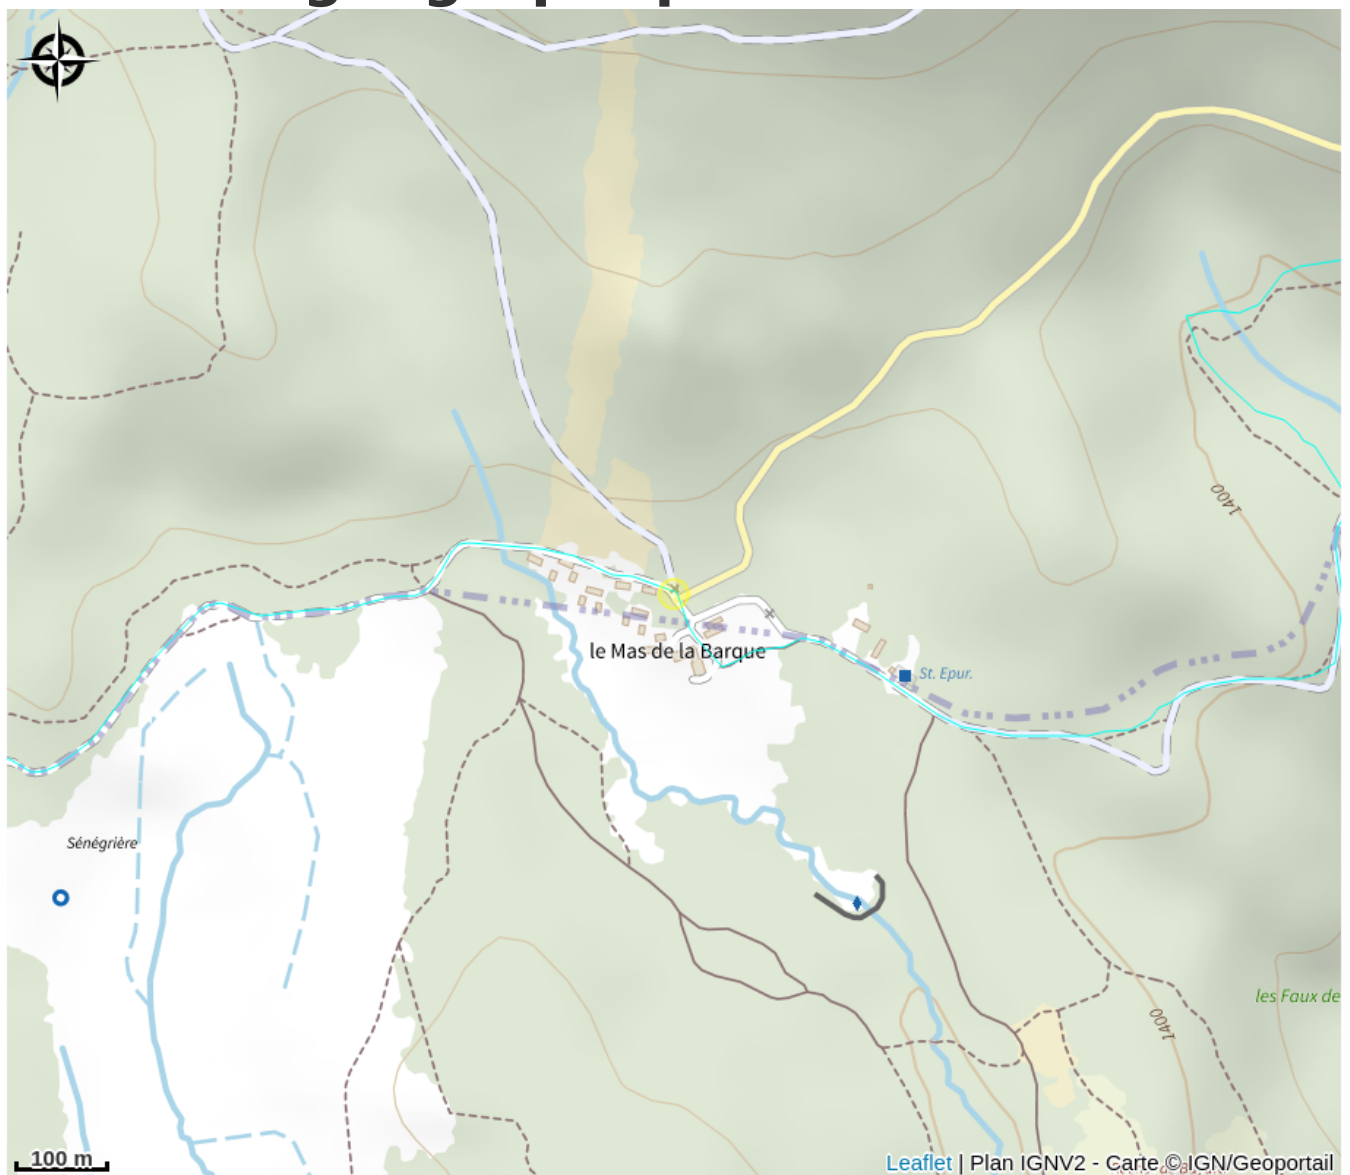 le Mas de la Barque
St. Epur.
1400
Sénégrière
les Faux de
1400
100 m
Leaflet | Plan IGNV2 - Carte © IGN/Geoportail